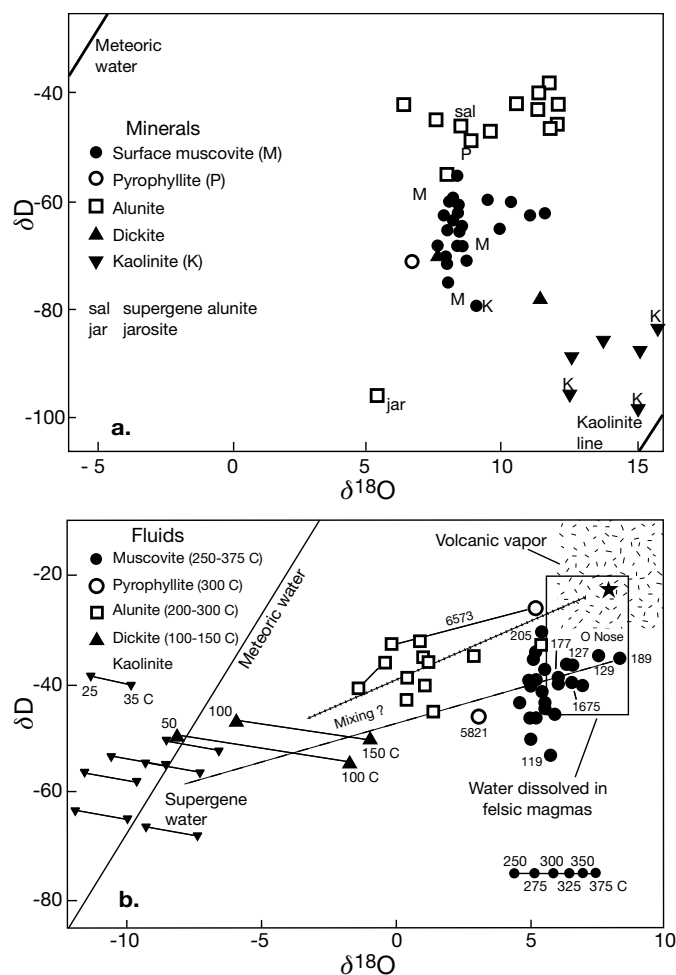 Meteoric
water
-40
sal
Minerals
Surface muscovite (M)
P
Pyrophyllite (P)
M
-60
Alunite
δD
Dickite
M
Kaolinite (K)
-80
M
K
K
sal supergene alunite
jar jarosite
K
K
jar
-100
a.
Kaolinite
line
- 5
0
5
10
15
δ18O
Fluids
Volcanic vapor
Muscovite (250-375 C)
-20
Pyrophyllite (300 C)
Alunite (200-300 C)
6573
Dickite (100-150 C)
Meteoric water
205
177
O Nose
127
Kaolinite
189
129
25
35 C
-40
100
1675
δD
50
Mixing ?
5821
150 C
100 C
119
Supergene
water
Water dissolved in
felsic magmas
-60
250
300
350
275
325
375 C
-80
b.
-10
-5
0
5
10
δ18O